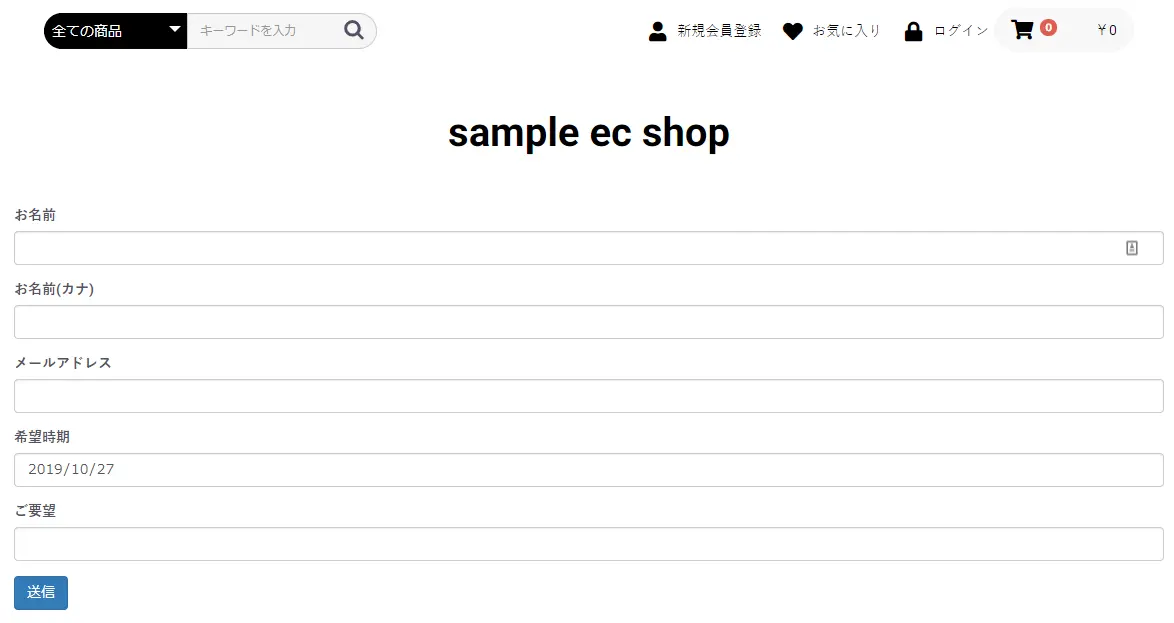 全ての商品 キーワードを入力 新規会員登録 お気に入り ログイン 0 ¥0
sample ec shop
お名前
お名前(カナ)
メールアドレス
希望時期
2019/10/27
ご要望
送信